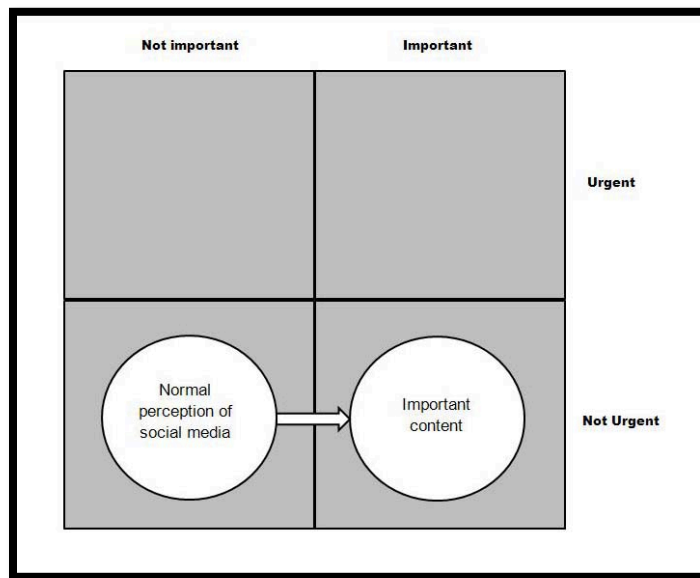 Not important
Important
Urgent
Normal
perception of
social media
Important
content
Not Urgent